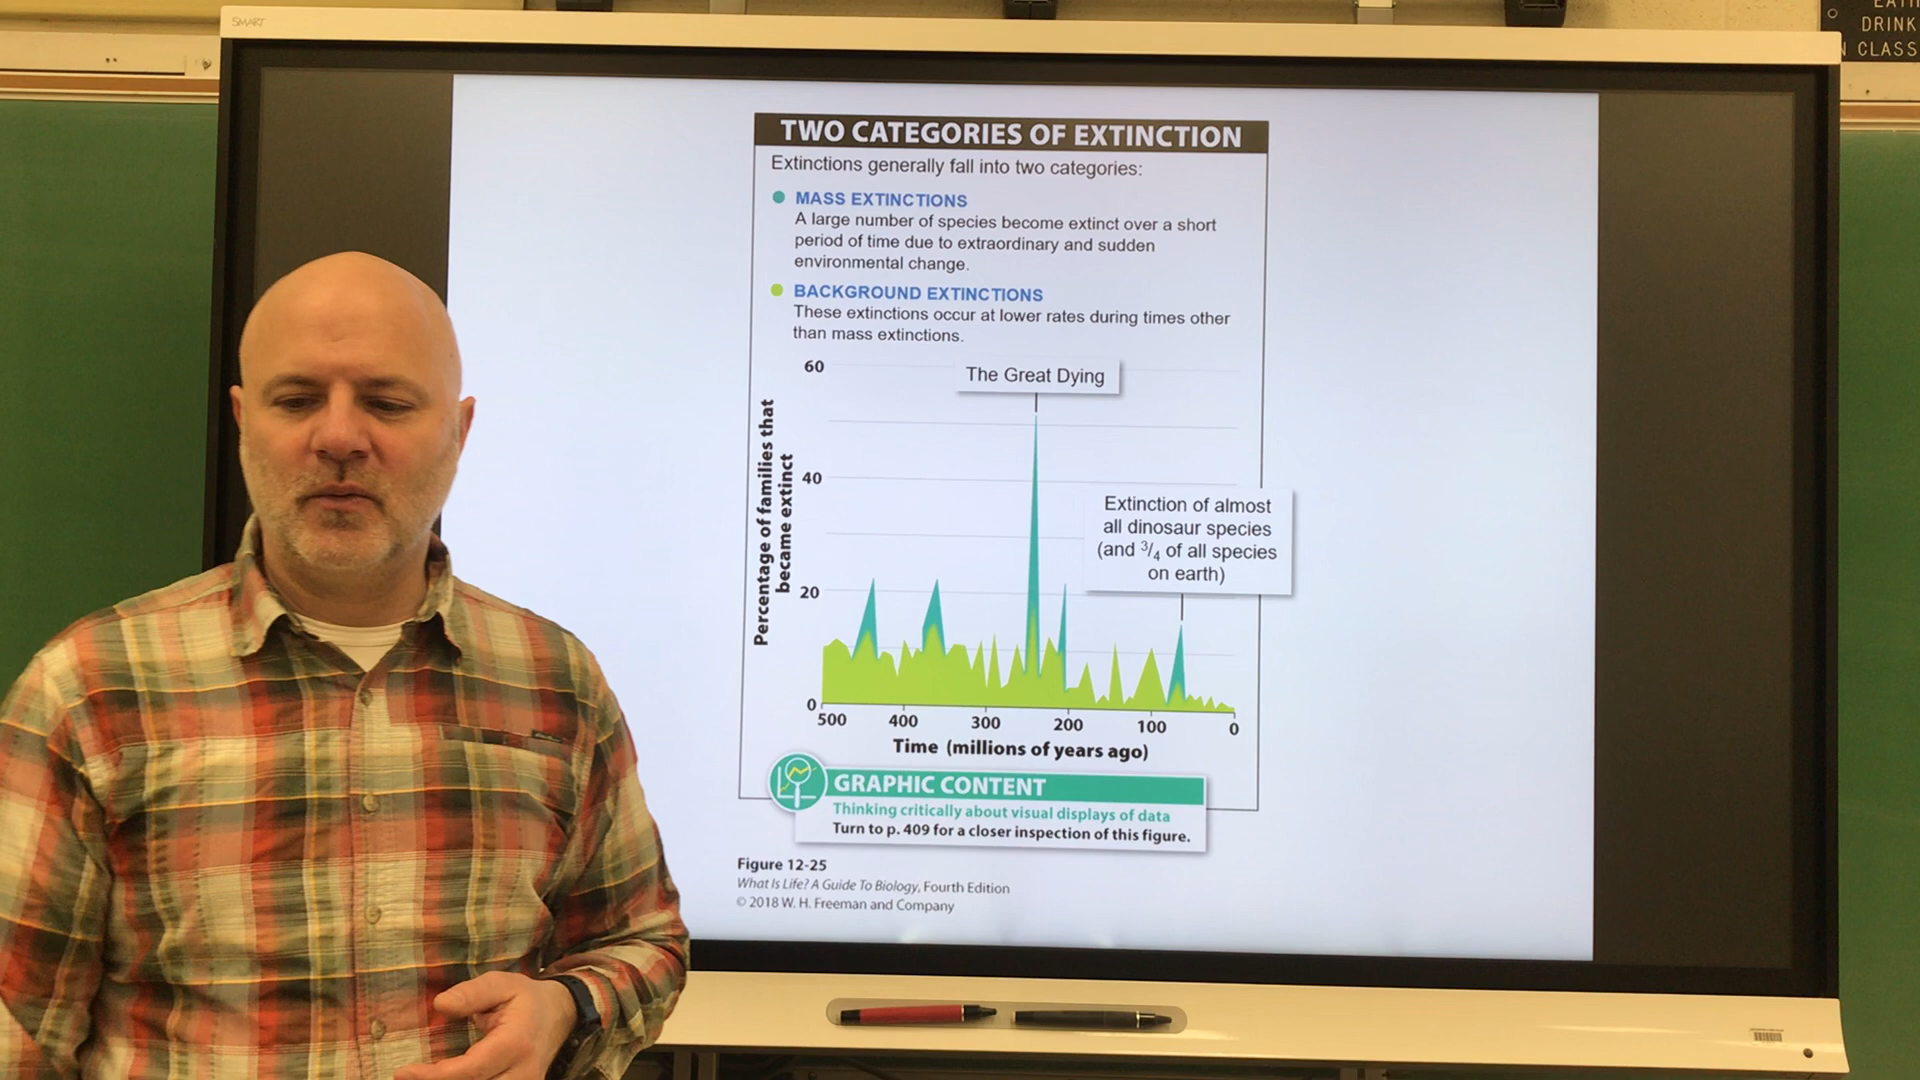 SMART
EATI
DRINK
N CLASS
TWO CATEGORIES OF EXTINCTION
Extinctions generally fall into two categories:
MASS EXTINCTIONS
A large number of species become extinct over a short
period of time due to extraordinary and sudden
environmental change.
BACKGROUND EXTINCTIONS
These extinctions occur at lower rates during times other
than mass extinctions.
60
The Great Dying
Percentage of families that
became extinct
40
Extinction of almost
all dinosaur species
(and 3/4 of all species
on earth)
20
0
500 400 300 200 100 0
Time (millions of years ago)
GRAPHIC CONTENT
Thinking critically about visual displays of data
Turn to p. 409 for a closer inspection of this figure.
Figure 12-25
What Is Life? A Guide To Biology, Fourth Edition
© 2018 W. H. Freeman and Company